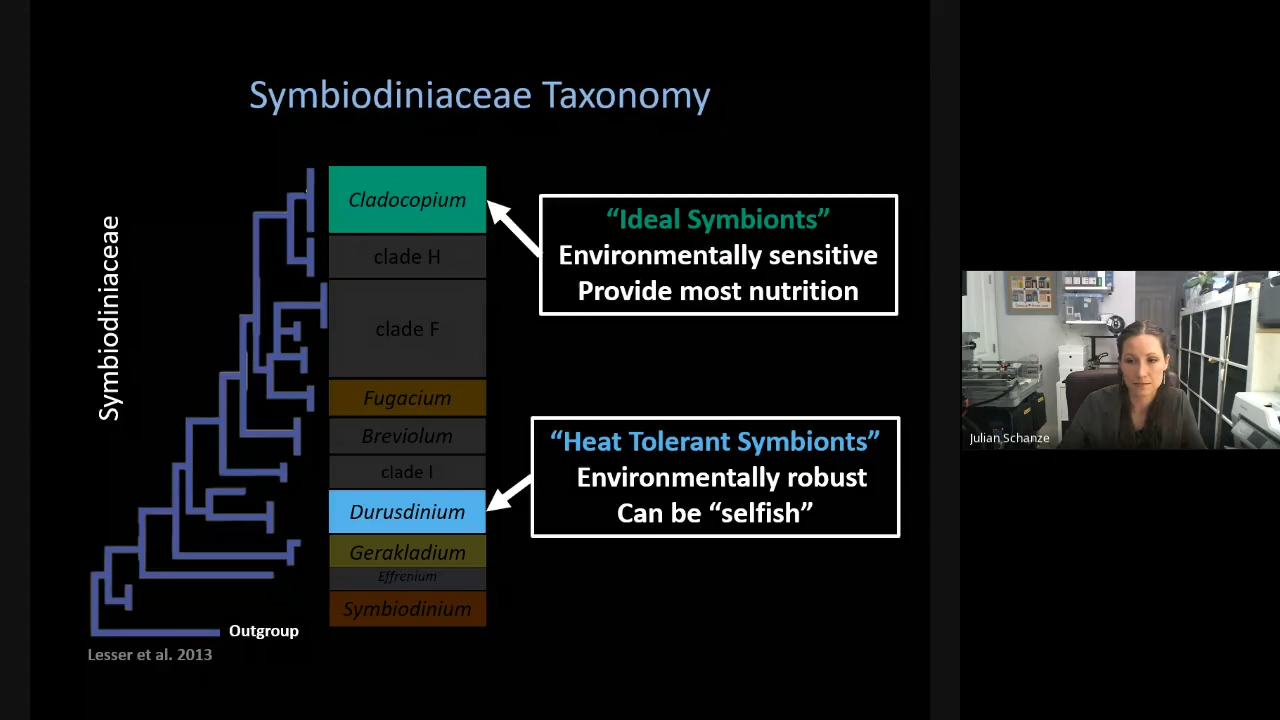 Symbiodiniaceae Taxonomy
Symbiodiniaceae
Cladocopium
clade H
clade F
Fugacium
Breviolum
clade I
Durusdinium
Gerakladium
Effrenium
Symbiodinium
“Ideal Symbionts”
Environmentally sensitive
Provide most nutrition
“Heat Tolerant Symbionts”
Environmentally robust
Can be “selfish”
Outgroup
Lesser et al. 2013
Julian Schanze